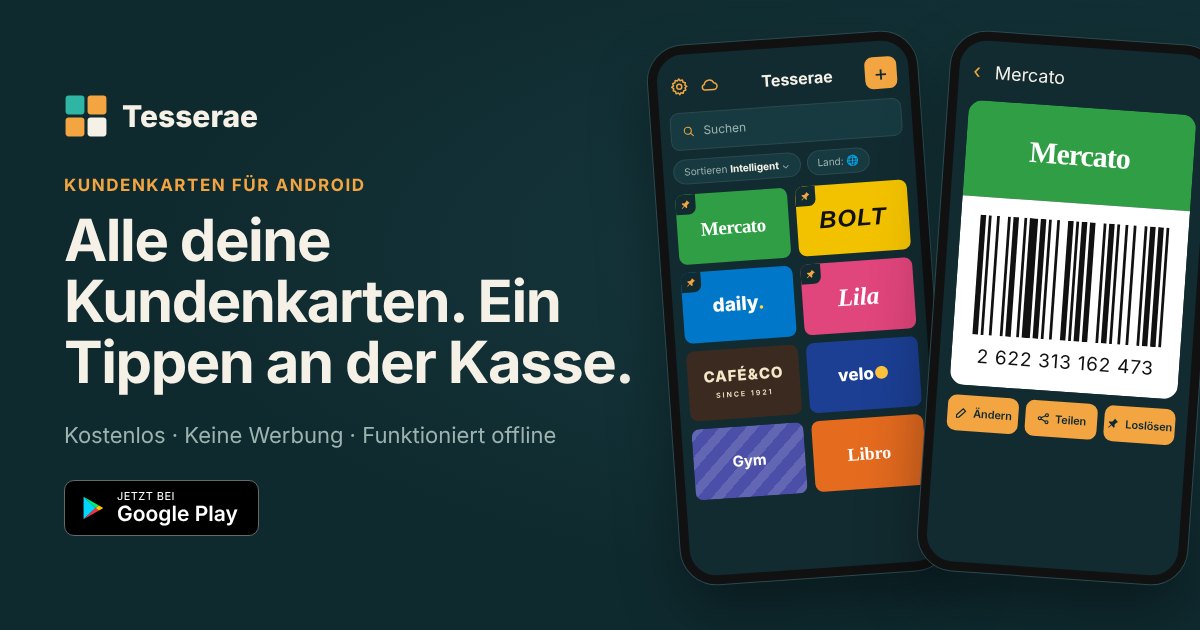 Tesserae
KUNDENKARTEN FÜR ANDROID
Alle deine
Kundenkarten. Ein
Tippen an der Kasse.
Kostenlos · Keine Werbung · Funktioniert offline
JETZT BEI
Google Play
Tesserae
+
Suchen
Sortieren Intelligent
Land:
Mercato
BOLT
daily.
Lila
CAFÉ&CO
SINCE 1921
velo
Gym
Libro
Mercato
Mercato
2 622 313 162 473
Ändern
Teilen
Loslösen